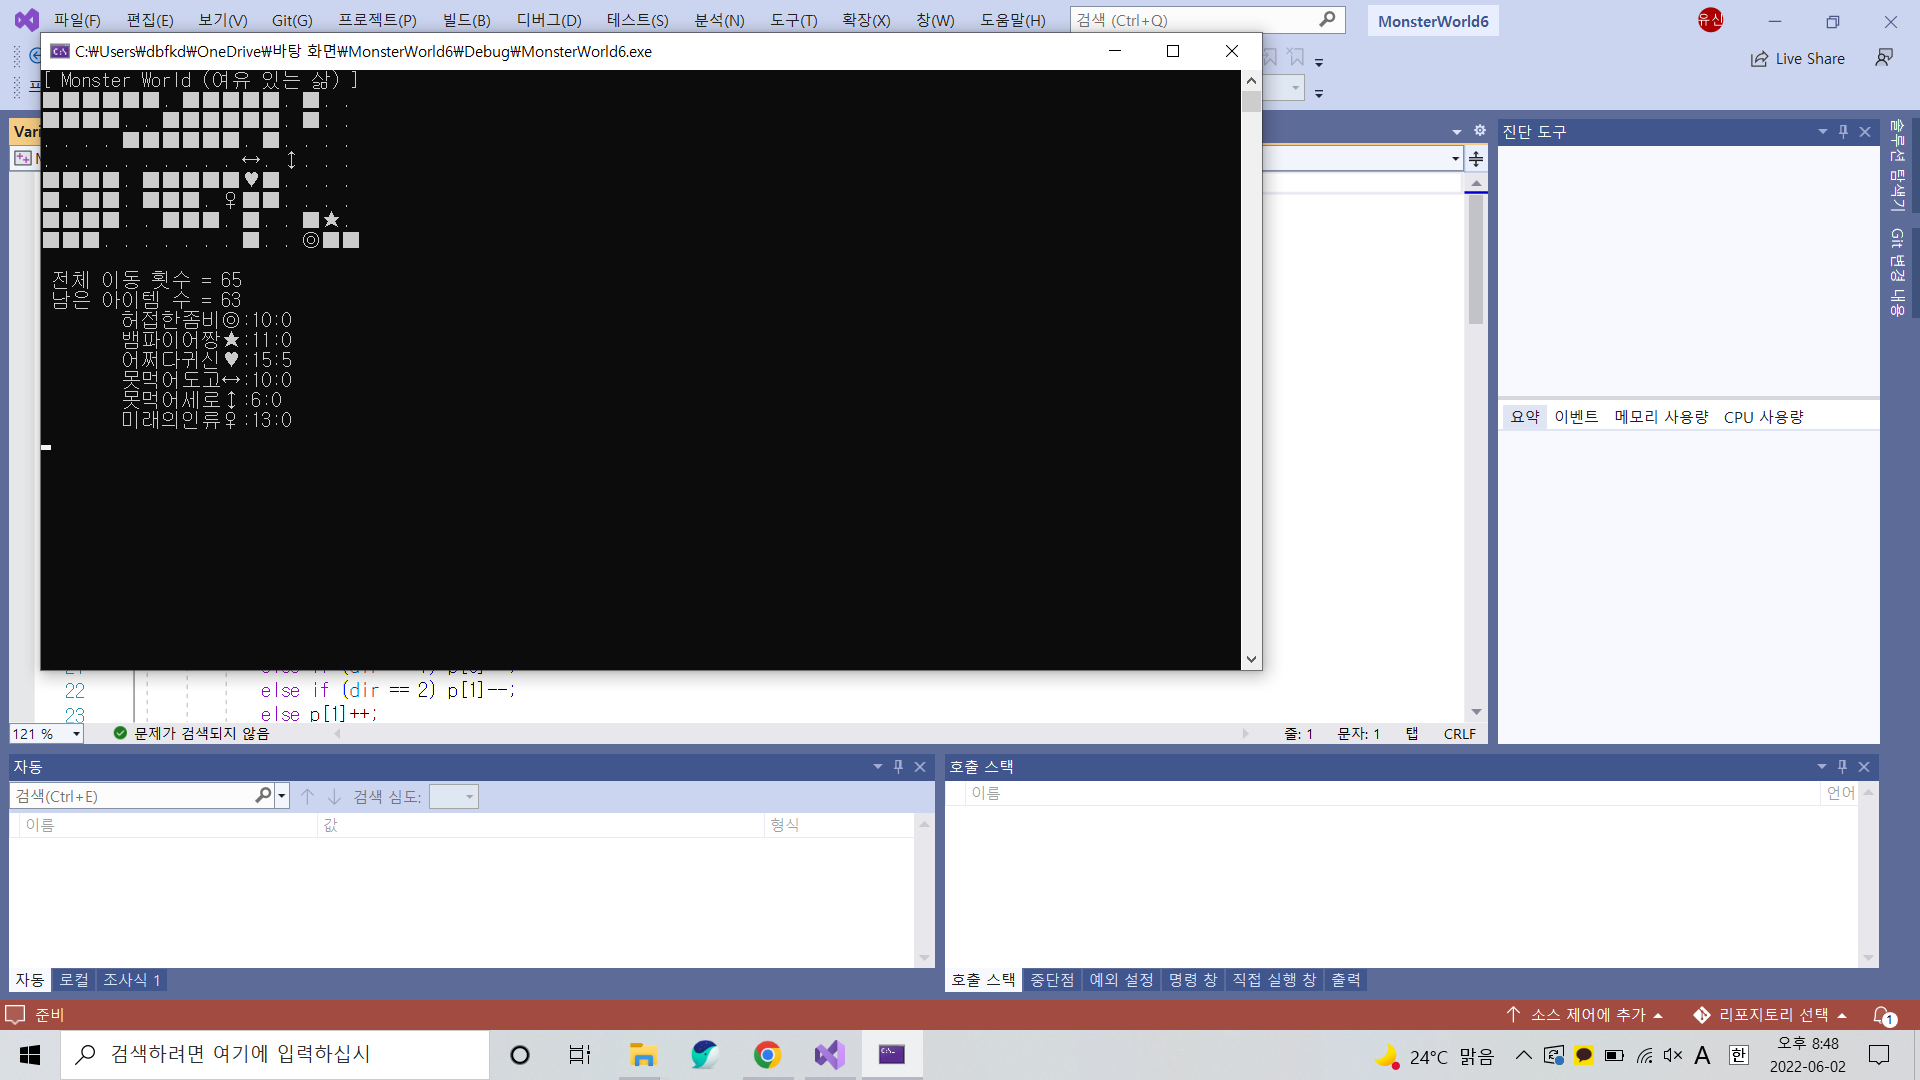 파일(F) 편집(E) 보기(V) Git(G) 프로젝트(P) 빌드(B) 디버그(D) 테스트(S) 분석(N) 도구(T) 확장(X) 창(W) 도움말(H) 검색 (Ctrl+Q) MonsterWorld6 유신
C:₩Users₩dbfkd₩OneDrive₩바탕 화면₩MonsterWorld6₩Debug₩MonsterWorld6.exe
Live Share
[ Monster World (여유 있는 삶) ]
■■■■■■.■■■■■.■..
■■■■..■■■■■■.■..
....■■■■■■.■....
..........↔.↕...
■■■■.■■■■■♥■....
■.■■.■■■.♀■■....
■■■■..■■■.■..■★.
■■■.......■..◎■■
전체 이동 횟수 = 65
남은 아이템 수 = 63
허접한좀비◎:10:0
뱀파이어짱★:11:0
어쩌다귀신♥:15:5
못먹어도고↔:10:0
못먹어세로↕:6:0
미래의인류♀:13:0
Vari
진단 도구
요약 이벤트 메모리 사용량 CPU 사용량
솔루션 탐색기
Git 변경 내용
22 else if (dir == 2) p[1]--;
23 else p[1]++;
121 % 문제가 검색되지 않음 줄: 1 문자: 1 탭 CRLF
자동
검색(Ctrl+E) 검색 심도:
이름 값 형식
자동 로컬 조사식 1
호출 스택
이름 언어
호출 스택 중단점 예외 설정 명령 창 직접 실행 창 출력
준비 소스 제어에 추가 리포지토리 선택 1
검색하려면 여기에 입력하십시 24°C 맑음 A 한 오후 8:48
2022-06-02